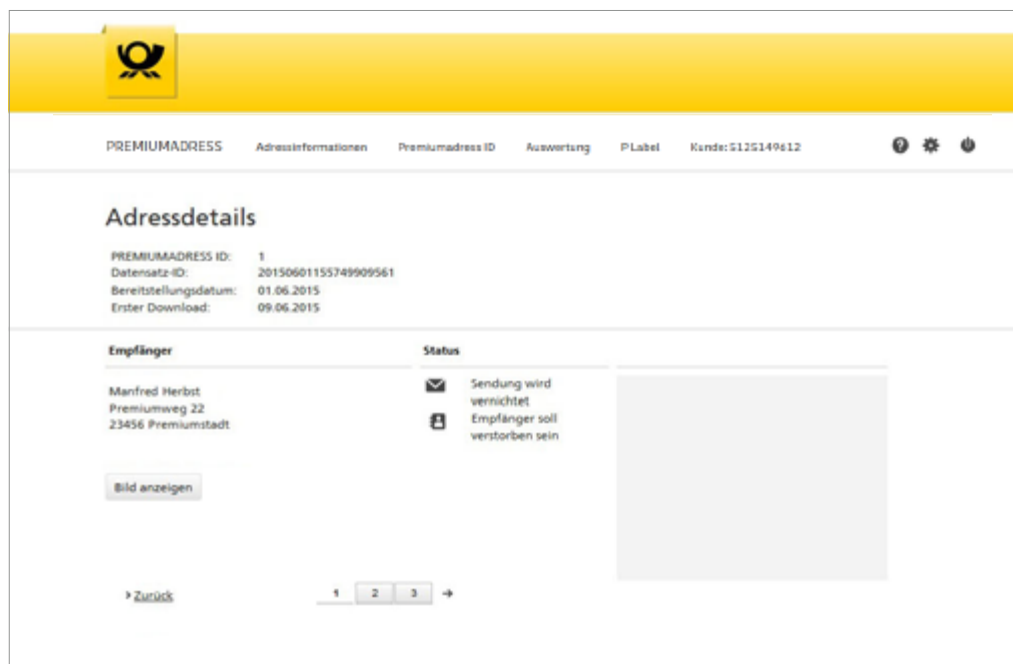 PREMIUMADRESS Adressinformationen Premiumadress ID Auswertung P Label Kunde: 5125149612
Adressdetails
PREMIUMADRESS ID: 1
Datensatz-ID: 20150601155749909561
Bereitstellungsdatum: 01.06.2015
Erster Download: 09.06.2015
Empfänger Status
Manfred Herbst
Premiumweg 22
23456 Premiumstadt
Sendung wird
vernichtet
Empfänger soll
verstorben sein
Bild anzeigen
Zurück 1 2 3